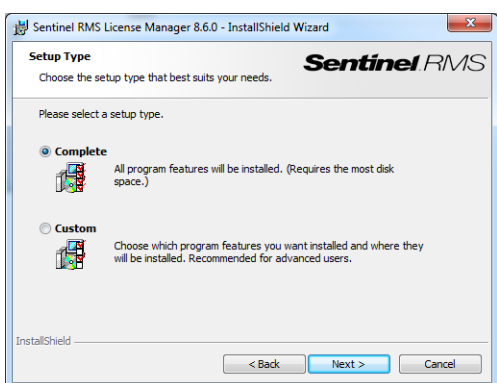 Sentinel RMS License Manager 8.6.0 - InstallShield Wizard
Setup Type
Choose the setup type that best suits your needs.
Sentinel.RMS
Please select a setup type.
Complete
All program features will be installed. (Requires the most disk
space.)
Custom
Choose which program features you want installed and where they
will be installed. Recommended for advanced users.
InstallShield
< Back
Next >
Cancel